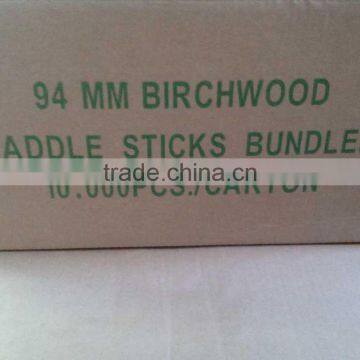 94 MM BIRCHWOOD
ADDLE STICKS BUNDLE
trade.china.cn
10.000PCS./CARTON